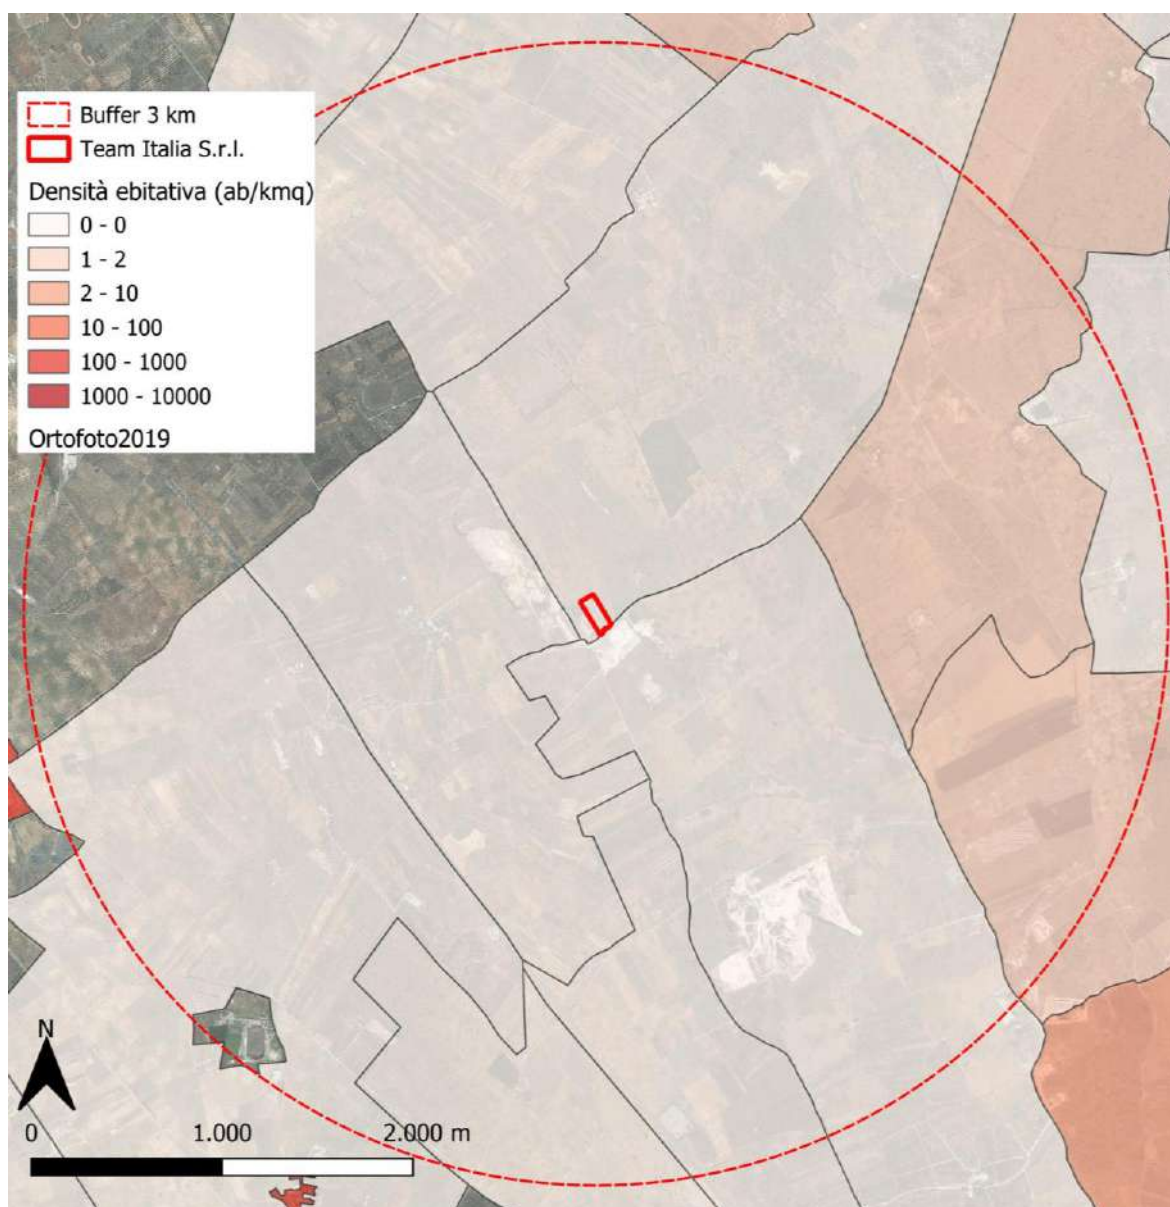 Buffer 3 km
Team Italia S.r.l.
Densità ebitativa (ab/kmq)
0 - 0
1 - 2
2 - 10
10 - 100
100 - 1000
1000 - 10000
Ortofoto2019
N
0 1.000 2.000 m